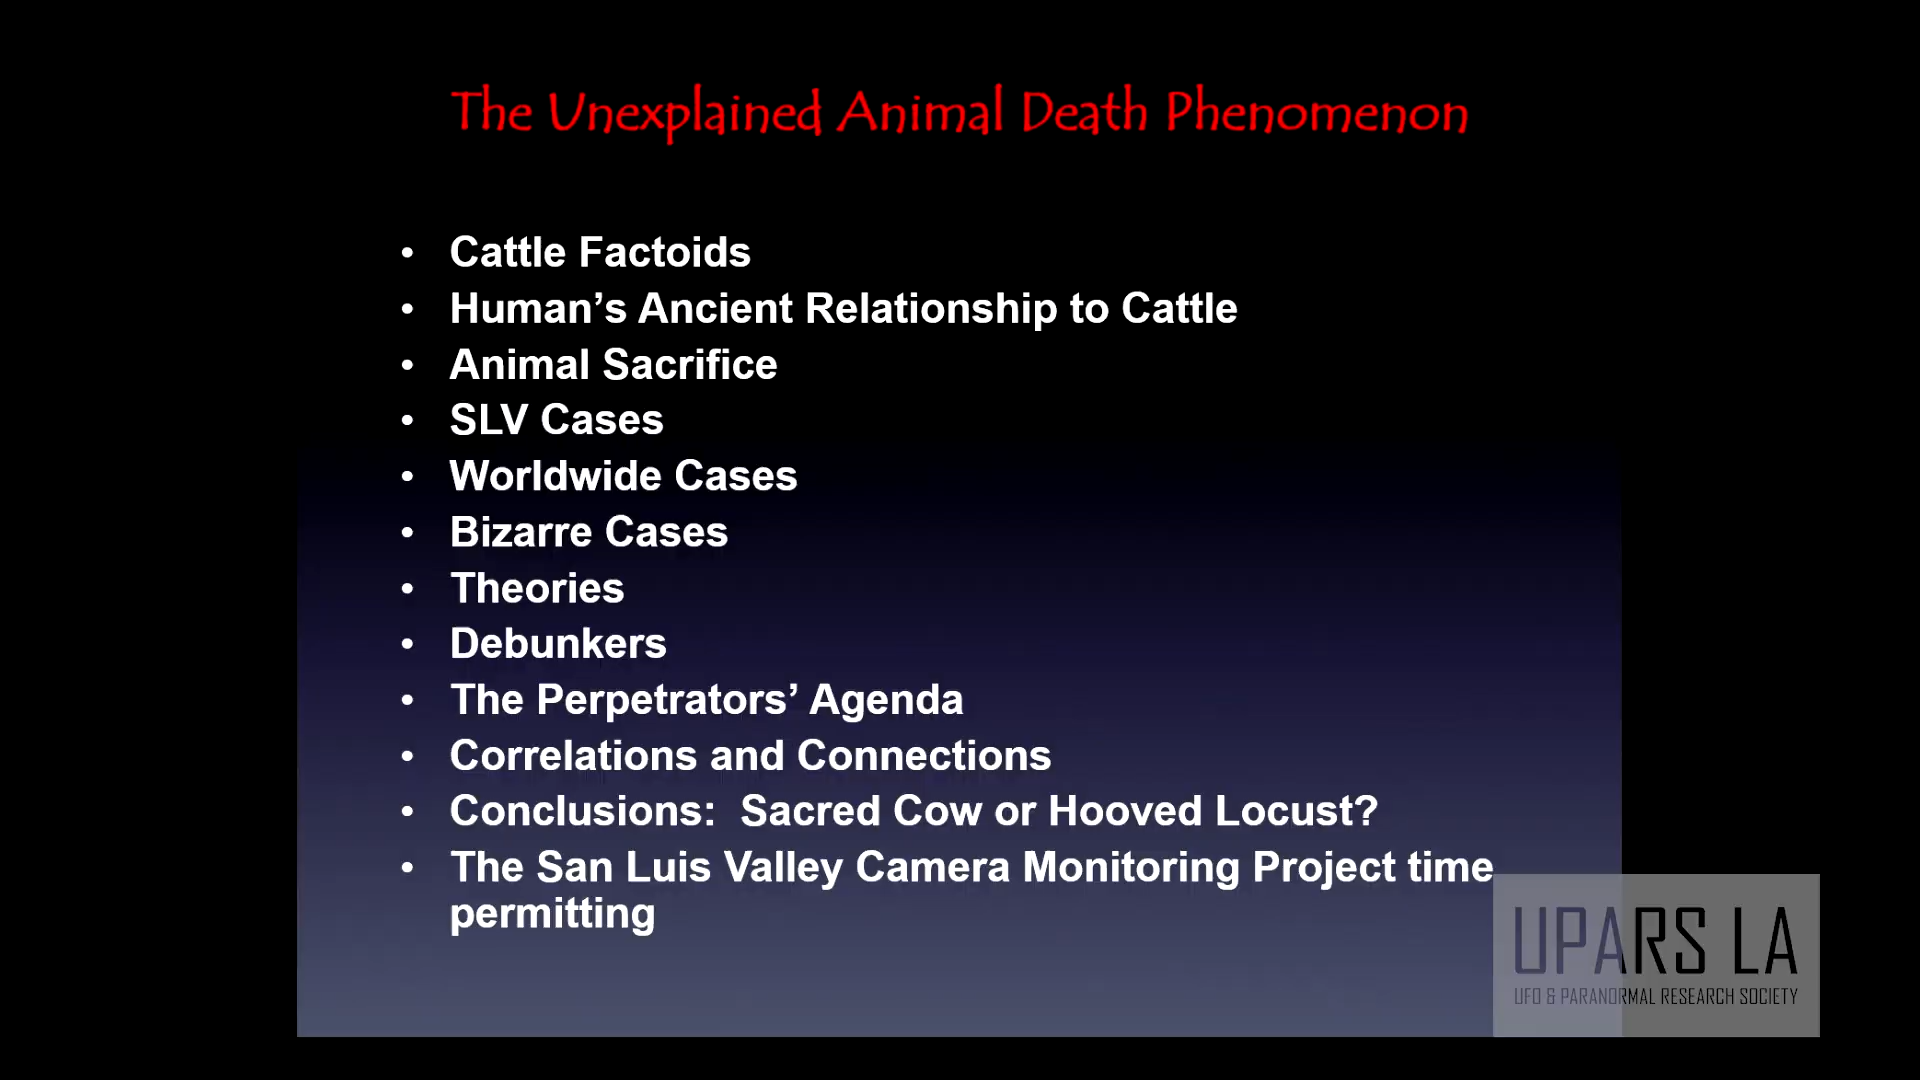 The Unexplained Animal Death Phenomenon
• Cattle Factoids
• Human’s Ancient Relationship to Cattle
• Animal Sacrifice
• SLV Cases
• Worldwide Cases
• Bizarre Cases
• Theories
• Debunkers
• The Perpetrators’ Agenda
• Correlations and Connections
• Conclusions:  Sacred Cow or Hooved Locust?
• The San Luis Valley Camera Monitoring Project time
permitting
UPARS LA
UFO & PARANORMAL RESEARCH SOCIETY